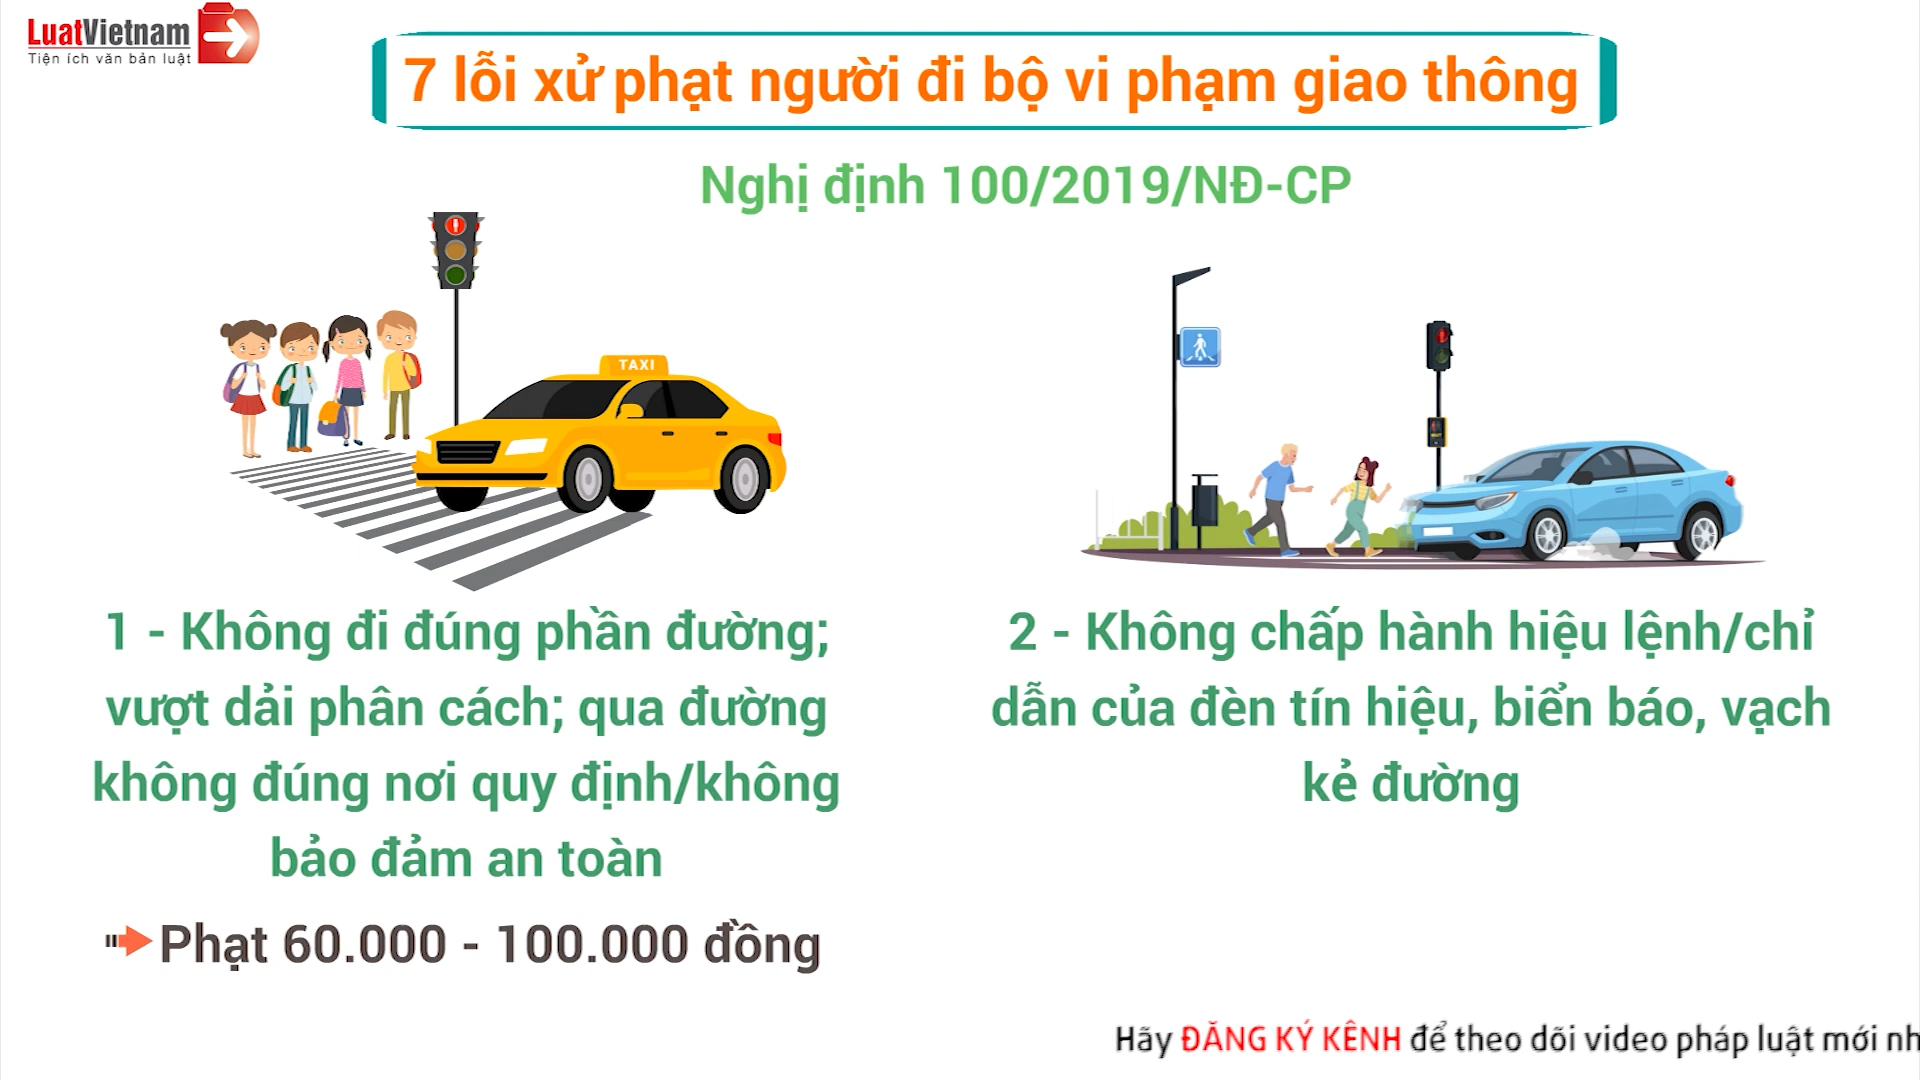 LuatVietnam
Tiện ích văn bản luật
7 lỗi xử phạt người đi bộ vi phạm giao thông
Nghị định 100/2019/NĐ-CP
TAXI
1 - Không đi đúng phần đường;
vượt dải phân cách; qua đường
không đúng nơi quy định/không
bảo đảm an toàn
Phạt 60.000 - 100.000 đồng
2 - Không chấp hành hiệu lệnh/chỉ
dẫn của đèn tín hiệu, biển báo, vạch
kẻ đường
Hãy ĐĂNG KÝ KÊNH để theo dõi video pháp luật mới nh